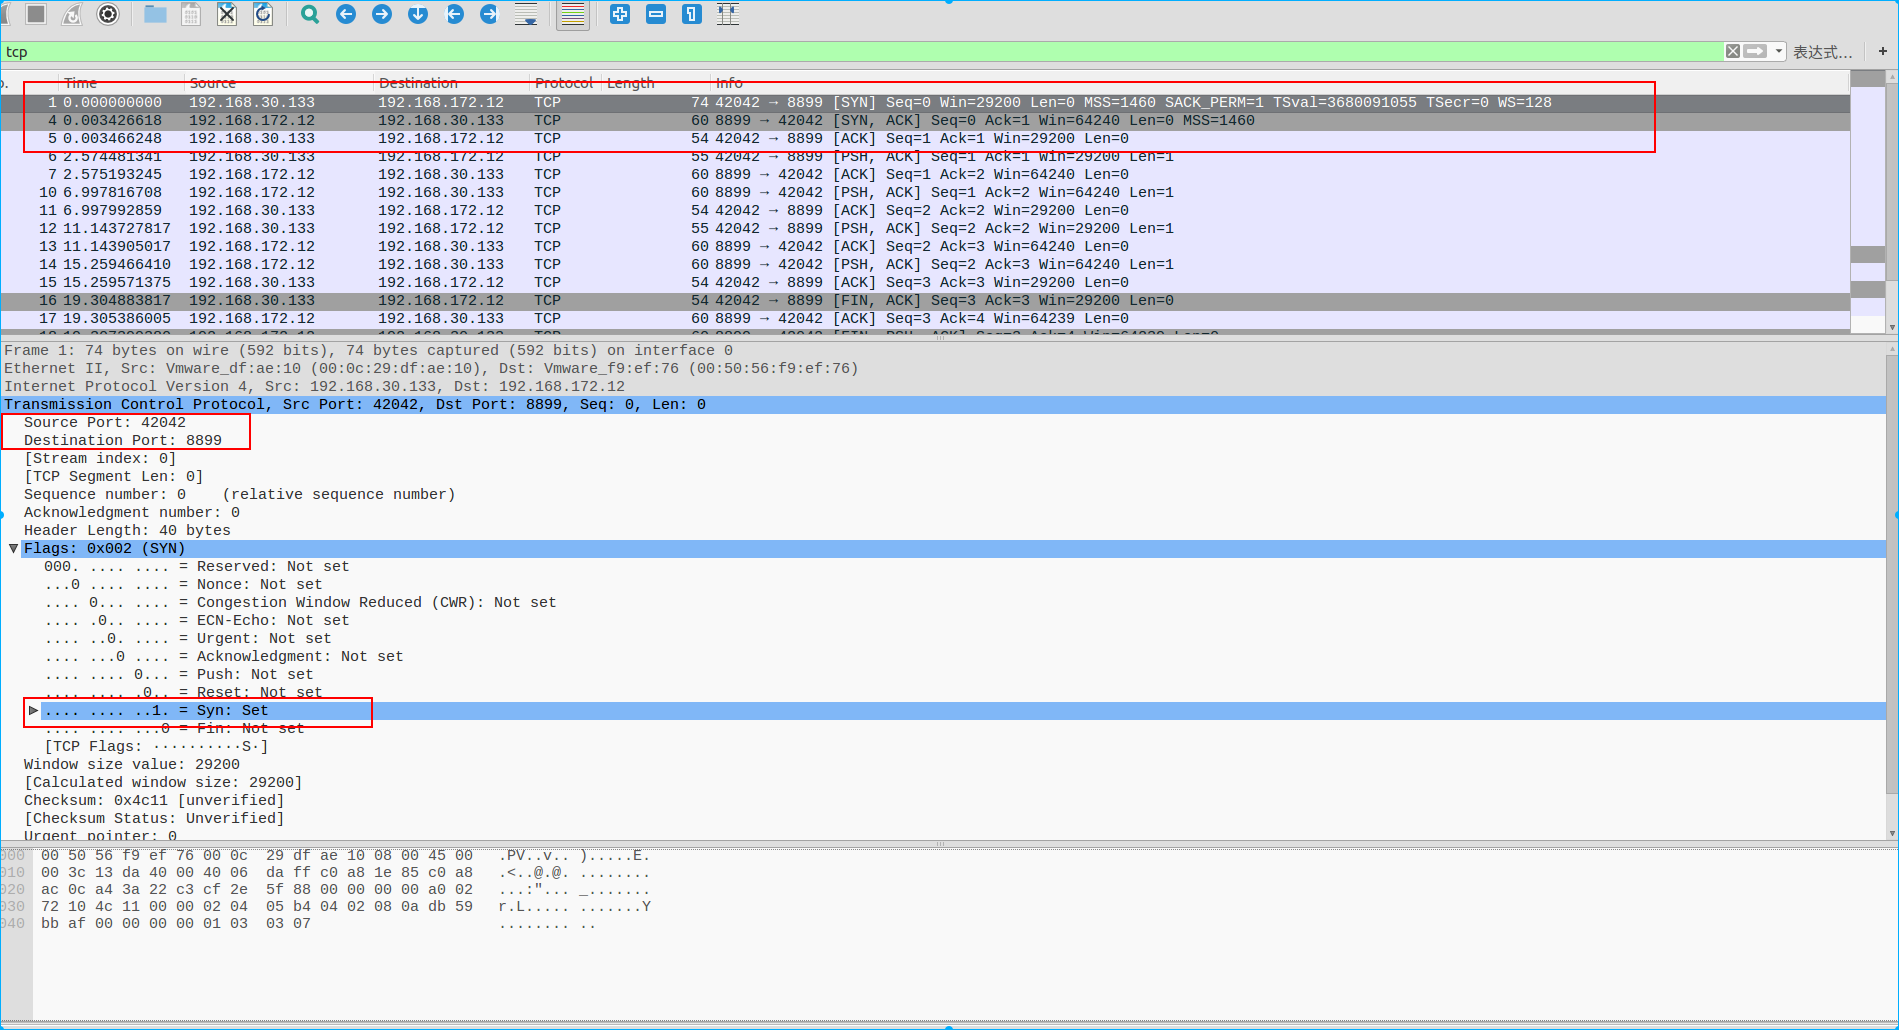 tcp
表达式…
+
Time Source Destination Protocol Length Info
1 0.000000000 192.168.30.133 192.168.172.12 TCP 74 42042 → 8899 [SYN] Seq=0 Win=29200 Len=0 MSS=1460 SACK_PERM=1 TSval=3680091055 TSecr=0 WS=128
4 0.003426618 192.168.172.12 192.168.30.133 TCP 60 8899 → 42042 [SYN, ACK] Seq=0 Ack=1 Win=64240 Len=0 MSS=1460
5 0.003466248 192.168.30.133 192.168.172.12 TCP 54 42042 → 8899 [ACK] Seq=1 Ack=1 Win=29200 Len=0
6 2.574481341 192.168.30.133 192.168.172.12 TCP 55 42042 → 8899 [PSH, ACK] Seq=1 Ack=1 Win=29200 Len=1
7 2.575193245 192.168.172.12 192.168.30.133 TCP 60 8899 → 42042 [ACK] Seq=1 Ack=2 Win=64240 Len=0
10 6.997816708 192.168.172.12 192.168.30.133 TCP 60 8899 → 42042 [PSH, ACK] Seq=1 Ack=2 Win=64240 Len=1
11 6.997992859 192.168.30.133 192.168.172.12 TCP 54 42042 → 8899 [ACK] Seq=2 Ack=2 Win=29200 Len=0
12 11.143727817 192.168.30.133 192.168.172.12 TCP 55 42042 → 8899 [PSH, ACK] Seq=2 Ack=2 Win=29200 Len=1
13 11.143905017 192.168.172.12 192.168.30.133 TCP 60 8899 → 42042 [ACK] Seq=2 Ack=3 Win=64240 Len=0
14 15.259466410 192.168.172.12 192.168.30.133 TCP 60 8899 → 42042 [PSH, ACK] Seq=2 Ack=3 Win=64240 Len=1
15 15.259571375 192.168.30.133 192.168.172.12 TCP 54 42042 → 8899 [ACK] Seq=3 Ack=3 Win=29200 Len=0
16 19.304883817 192.168.30.133 192.168.172.12 TCP 54 42042 → 8899 [FIN, ACK] Seq=3 Ack=3 Win=29200 Len=0
17 19.305386005 192.168.172.12 192.168.30.133 TCP 60 8899 → 42042 [ACK] Seq=3 Ack=4 Win=64239 Len=0
Frame 1: 74 bytes on wire (592 bits), 74 bytes captured (592 bits) on interface 0
Ethernet II, Src: Vmware_df:ae:10 (00:0c:29:df:ae:10), Dst: Vmware_f9:ef:76 (00:50:56:f9:ef:76)
Internet Protocol Version 4, Src: 192.168.30.133, Dst: 192.168.172.12
Transmission Control Protocol, Src Port: 42042, Dst Port: 8899, Seq: 0, Len: 0
Source Port: 42042
Destination Port: 8899
[Stream index: 0]
[TCP Segment Len: 0]
Sequence number: 0    (relative sequence number)
Acknowledgment number: 0
Header Length: 40 bytes
Flags: 0x002 (SYN)
000. .... .... = Reserved: Not set
...0 .... .... = Nonce: Not set
.... 0... .... = Congestion Window Reduced (CWR): Not set
.... .0.. .... = ECN-Echo: Not set
.... ..0. .... = Urgent: Not set
.... ...0 .... = Acknowledgment: Not set
.... .... 0... = Push: Not set
.... .... .0.. = Reset: Not set
.... .... ..1. = Syn: Set
.... .... ...0 = Fin: Not set
[TCP Flags: ··········S·]
Window size value: 29200
[Calculated window size: 29200]
Checksum: 0x4c11 [unverified]
[Checksum Status: Unverified]
Urgent pointer: 0
000 00 50 56 f9 ef 76 00 0c  29 df ae 10 08 00 45 00   .PV..v.. ).....E.
010 00 3c 13 da 40 00 40 06  da ff c0 a8 1e 85 c0 a8   .<..@.@. ........
020 ac 0c a4 3a 22 c3 cf 2e  5f 88 00 00 00 00 a0 02   ...:"... _.......
030 72 10 4c 11 00 00 02 04  05 b4 04 02 08 0a db 59   r.L..... .......Y
040 bb af 00 00 00 00 01 03  03 07   ........ ..